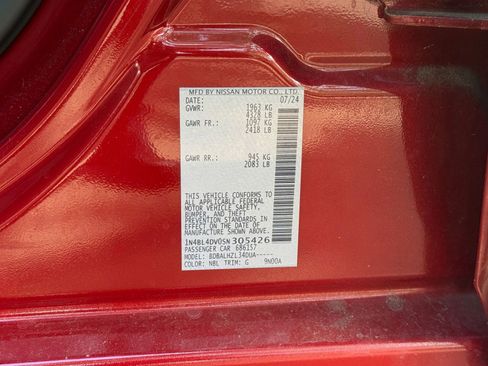 MFD BY NISSAN MOTOR CO., LTD.
DATE: 07/24
GVWR: 1963 KG
4328 LB
GAWR FR.: 1097 KG
2418 LB
GAWR RR.: 945 KG
2083 LB
THIS VEHICLE CONFORMS TO
ALL APPLICABLE FEDERAL
MOTOR VEHICLE SAFETY,
BUMPER, AND THEFT
PREVENTION STANDARDS
IN EFFECT ON THE DATE OF
MANUFACTURE SHOWN ABOVE.
1N4BL4DV0SN305426
PASSENGER CAR 686157
MODEL: BDBALHZL34DUA-----
COLOR: NBL TRIM: G 9N00A